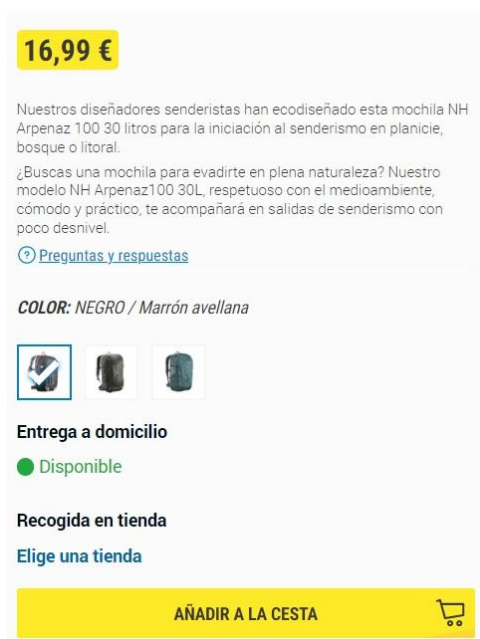 16,99 €
Nuestros diseñadores senderistas han ecodiseñado esta mochila NH
Arpenaz 100 30 litros para la iniciación al senderismo en planicie,
bosque o litoral.
¿Buscas una mochila para evadirte en plena naturaleza? Nuestro
modelo NH Arpenaz100 30L, respetuoso con el medioambiente,
cómodo y práctico, te acompañará en salidas de senderismo con
poco desnivel.
? Preguntas y respuestas
COLOR: NEGRO / Marrón avellana
Entrega a domicilio
Disponible
Recogida en tienda
Elige una tienda
AÑADIR A LA CESTA